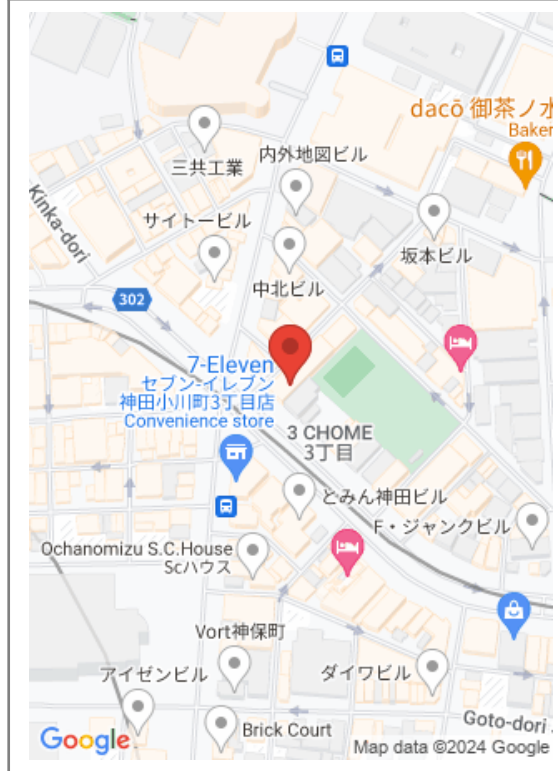 dacō 御茶ノ水
Baker
三共工業
内外地図ビル
Kinka-dori
サイトービル
坂本ビル
中北ビル
302
7-Eleven
セブン-イレブン
神田小川町3丁目店
Convenience store
3 CHOME
3丁目
とみん神田ビル
F・ジャンクビル
Ochanomizu S.C.House
Scハウス
Vort神保町
アイゼンビル
ダイワビル
Goto-dori
Brick Court
Google
Map data ©2024 Google